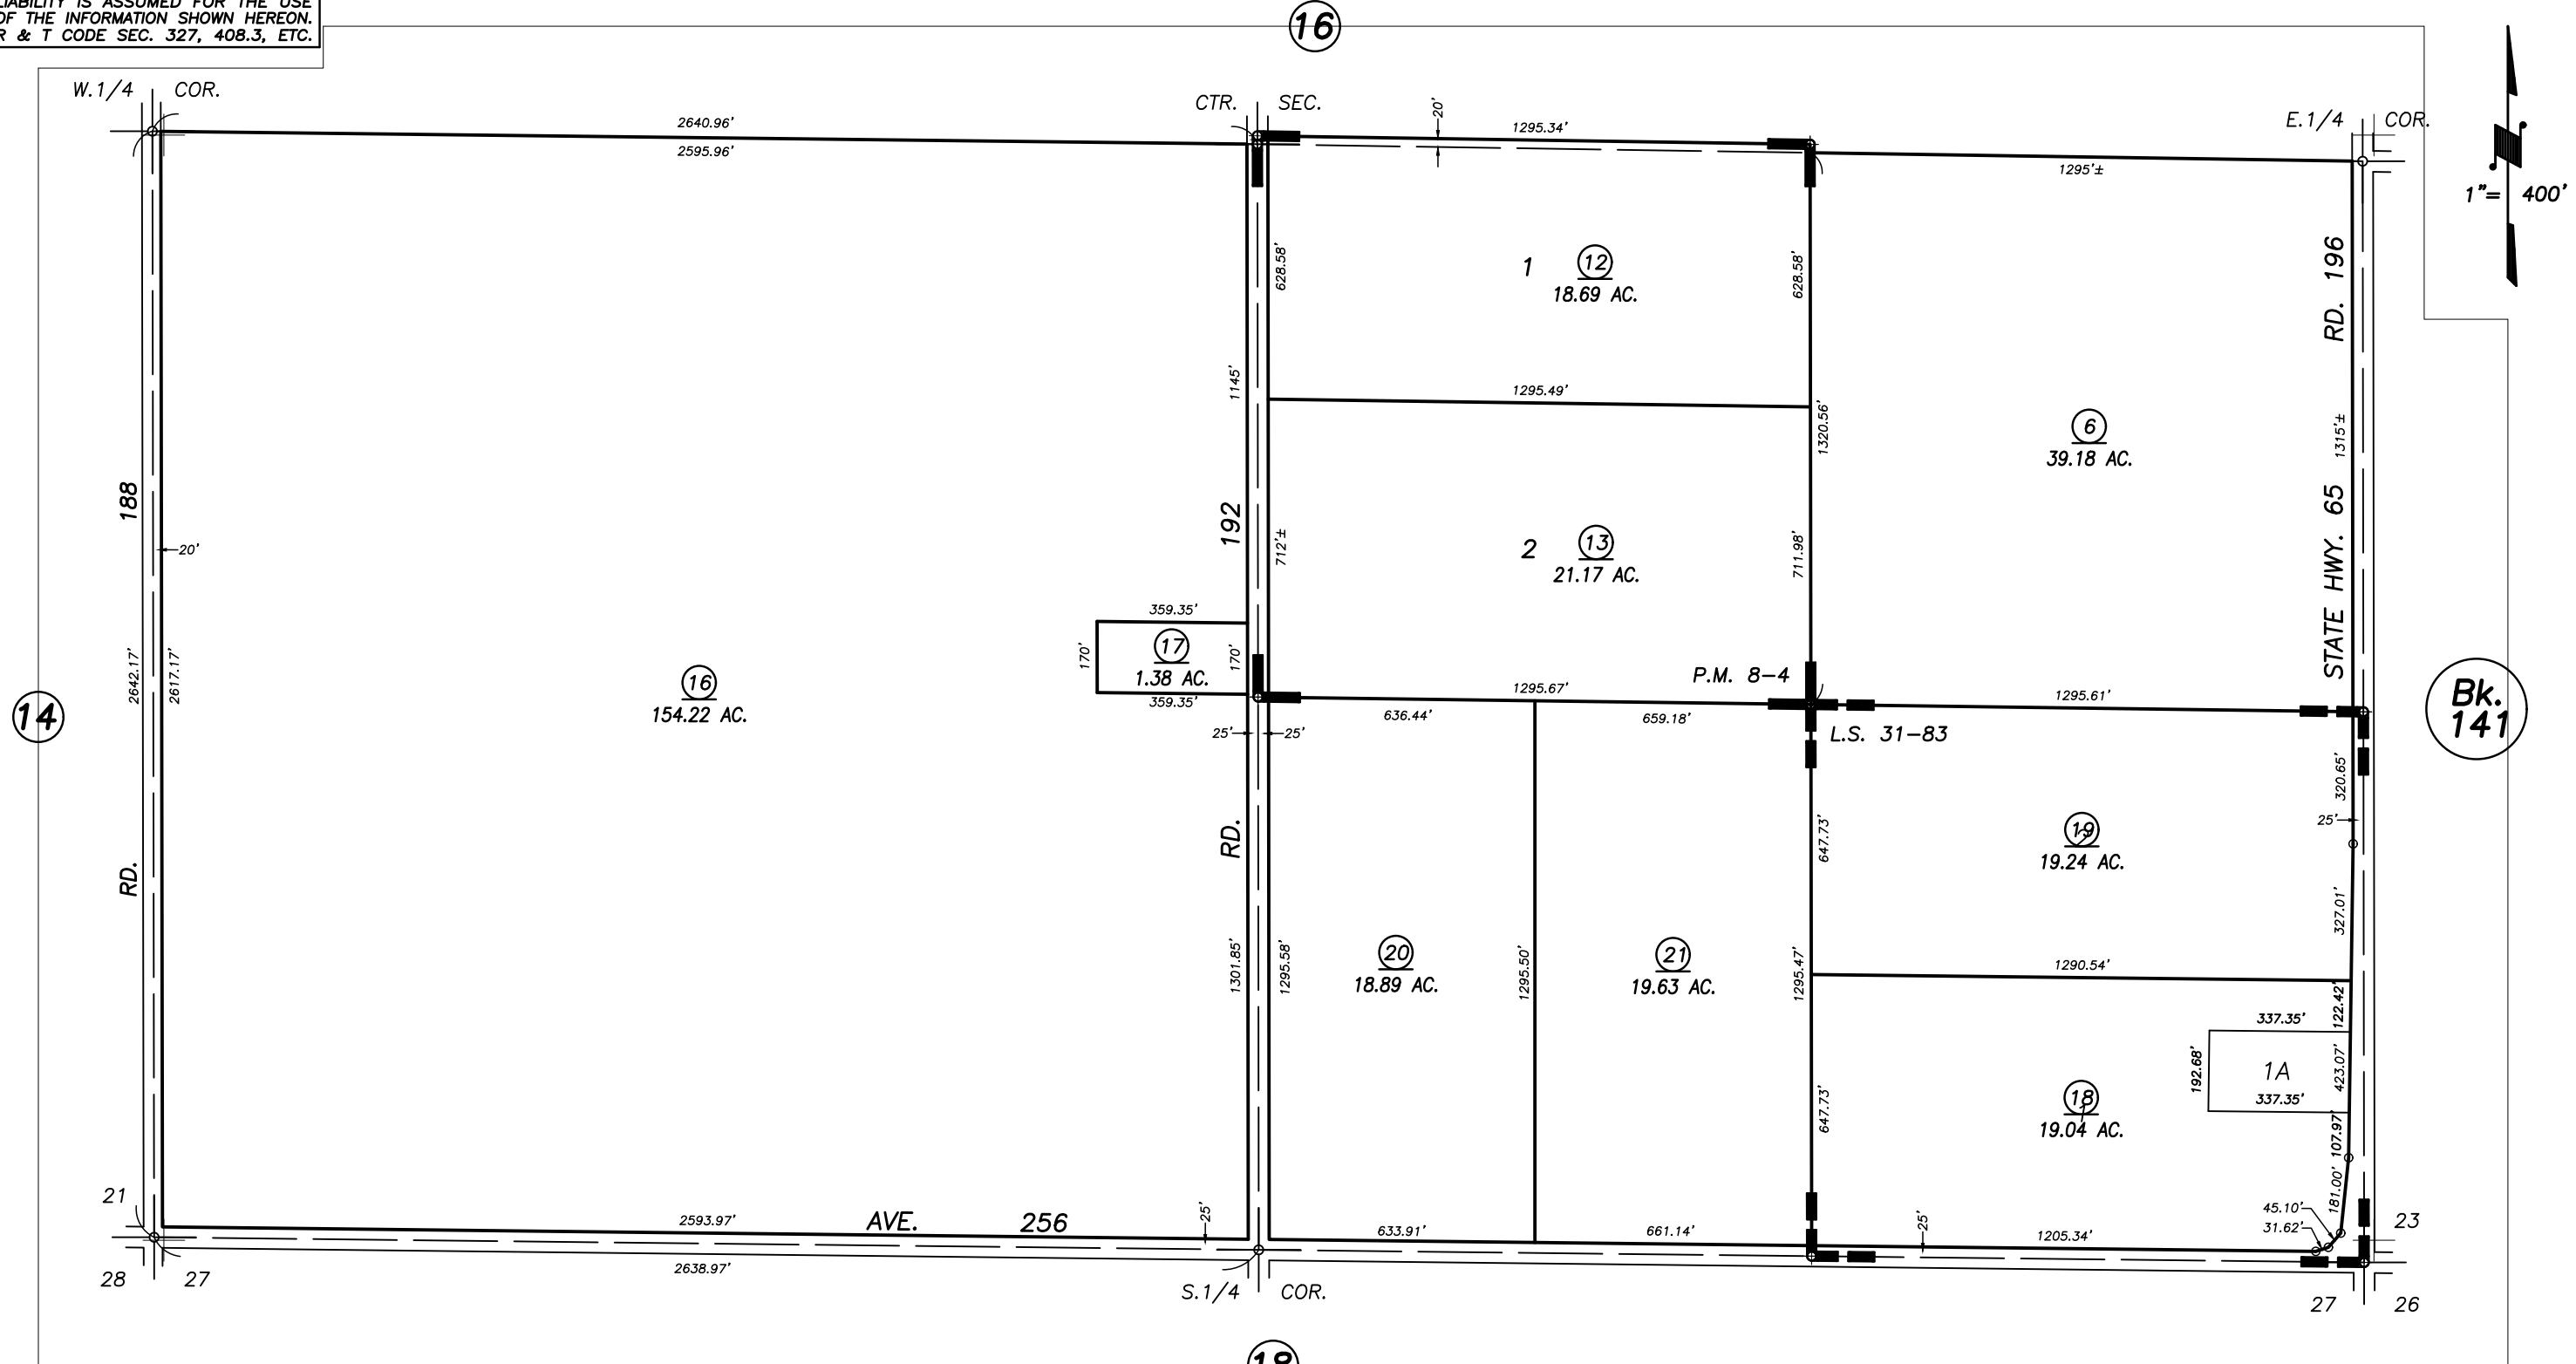 LIABILITY IS ASSUMED FOR THE USE
OF THE INFORMATION SHOWN HEREON.
R & T CODE SEC. 327, 408.3, ETC.
16
W.1/4 COR.
CTR. SEC.
E.1/4 COR.
2640.96'
2595.96'
20'
1295.34'
1295'±
1"= 400'
628.58'
1 12
18.69 AC.
628.58'
RD. 196
1145'
1295.49'
1320.56'
6
39.18 AC.
1315'±
188
20'
192
712'±
2 13
21.17 AC.
711.98'
STATE HWY. 65
359.35'
170'
17
1.38 AC.
170'
359.35'
2642.17'
2617.17'
16
154.22 AC.
14
P.M. 8-4
1295.67'
1295.61'
636.44'
659.18'
25'
25'
L.S. 31-83
Bk.
141
320.65'
25'
RD.
RD.
647.73'
19
19.24 AC.
327.01'
1301.85'
1295.58'
20
18.89 AC.
1295.50'
21
19.63 AC.
1295.47'
1290.54'
122.42'
337.35'
192.68'
1A
423.07'
337.35'
18
19.04 AC.
647.73'
107.97'
181.00'
45.10'
31.62'
21
2593.97'
AVE. 256
25'
633.91'
661.14'
25'
1205.34'
23
28 27
2638.97'
S.1/4 COR.
27 26
18